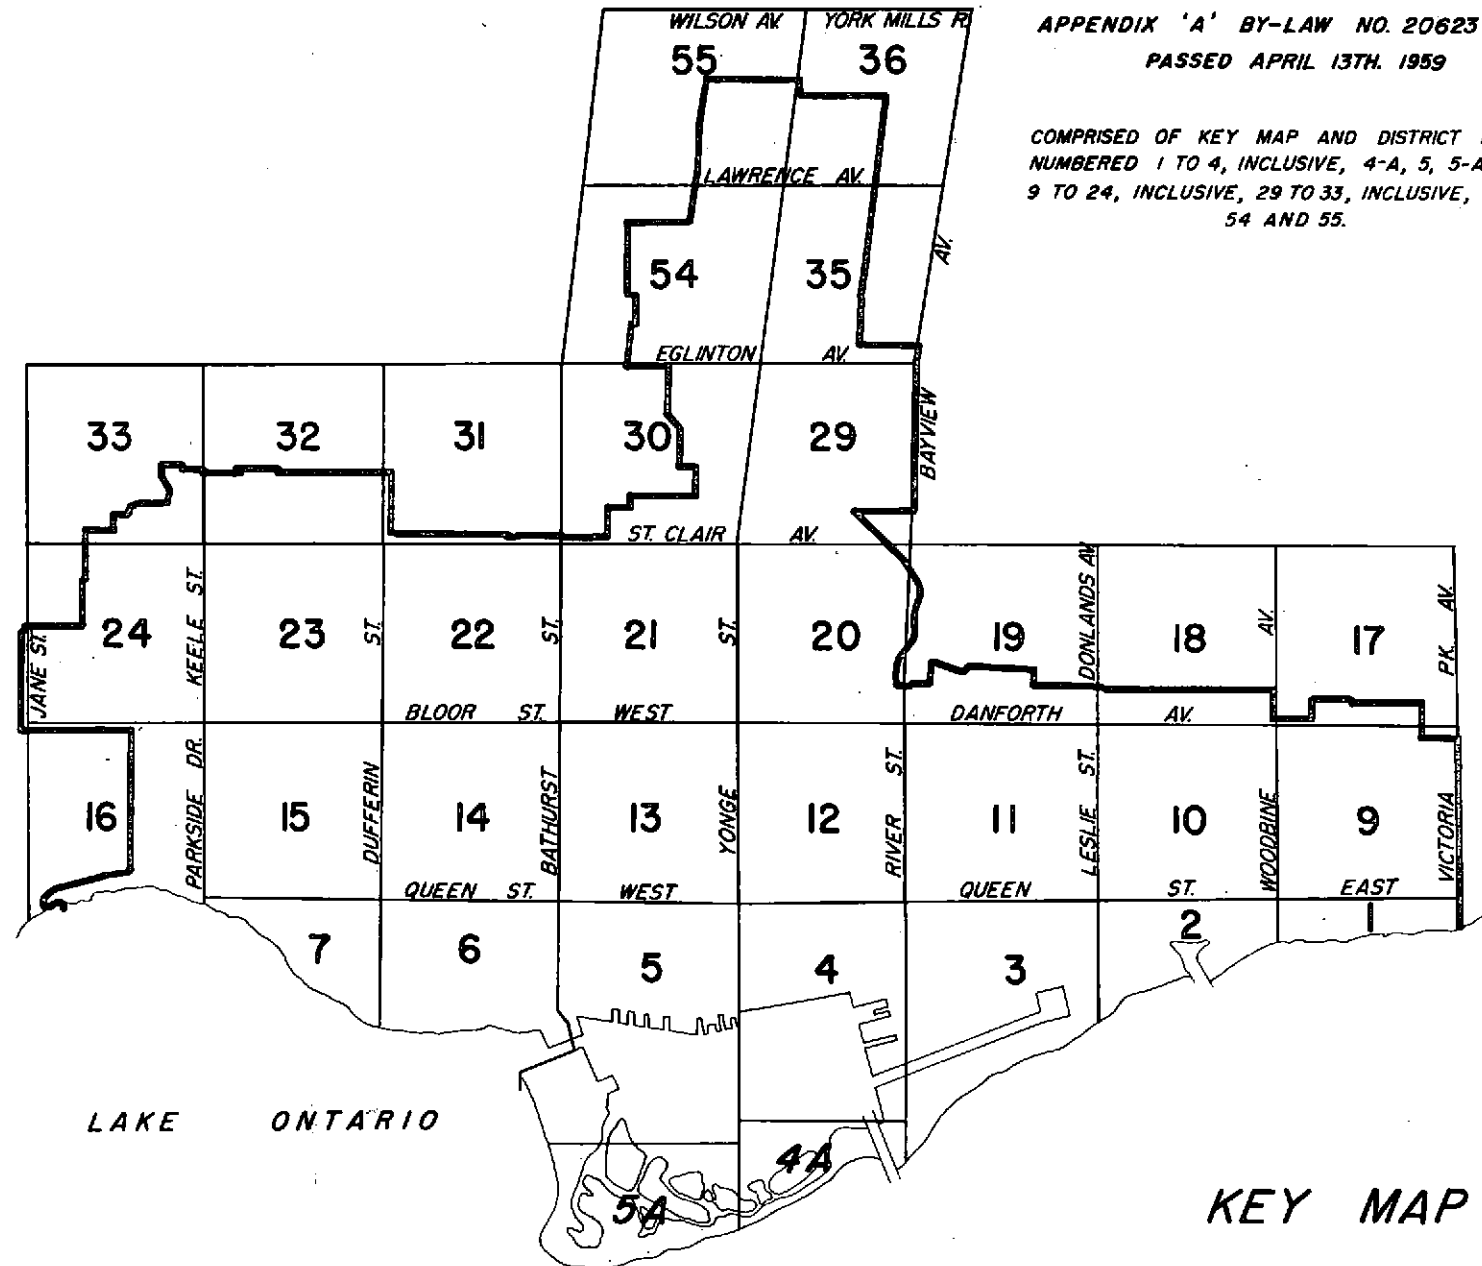 APPENDIX 'A' BY-LAW NO. 20623
PASSED APRIL 13TH. 1959
COMPRISED OF KEY MAP AND DISTRICT
NUMBERED 1 TO 4, INCLUSIVE, 4-A, 5, 5-A
9 TO 24, INCLUSIVE, 29 TO 33, INCLUSIVE,
54 AND 55.
WILSON AV. YORK MILLS R
55 36
LAWRENCE AV.
54 35
AV.
BAYVIEW
EGLINTON AV.
33 32 31 30 29
ST. CLAIR AV.
24 23 22 21 20 19 18 17
JANE ST.
KEELE ST.
ST.
ST.
ST.
DONLANDS AV.
AV.
PK. AV.
BLOOR ST. WEST DANFORTH AV.
16 15 14 13 12 11 10 9
PARKSIDE DR.
DUFFERIN
BATHURST
YONGE
RIVER ST.
LESLIE ST.
WOODBINE
VICTORIA
QUEEN ST. WEST QUEEN ST. EAST
7 6 5 4 3 2 1
LAKE ONTARIO
4A
5A
KEY MAP